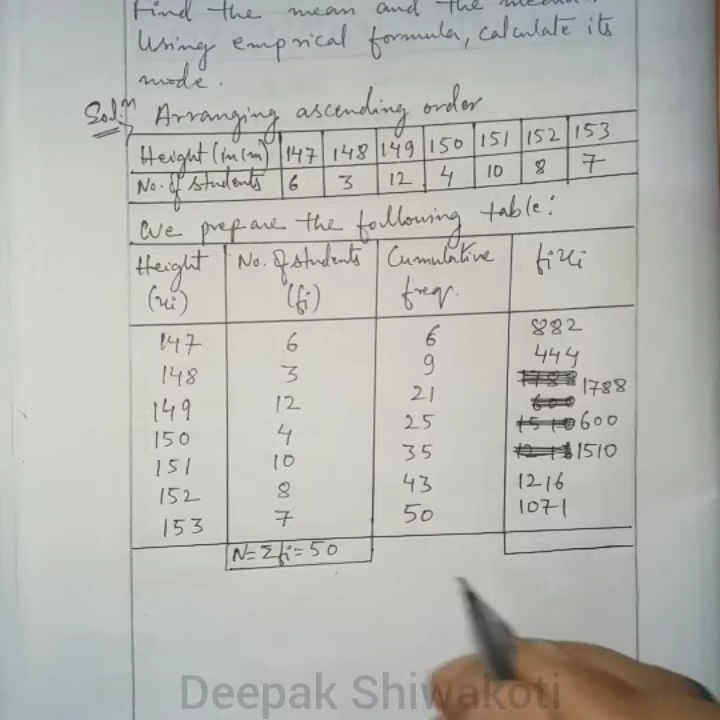 Find the mean and the median.
Using emprical formula, calculate its
mode.
Solⁿ: Arranging ascending order
Height (in cm) 147 148 149 150 151 152 153
No. of students 6 3 12 4 10 8 7
We prepare the following table:
Height (xi) No. of students (fi) Cumulative freq. fixi
147 6 6 882
148 3 9 444
149 12 21 1788
150 4 25 600
151 10 35 1510
152 8 43 1216
153 7 50 1071
N = Σfi = 50
Deepak Shiwakoti